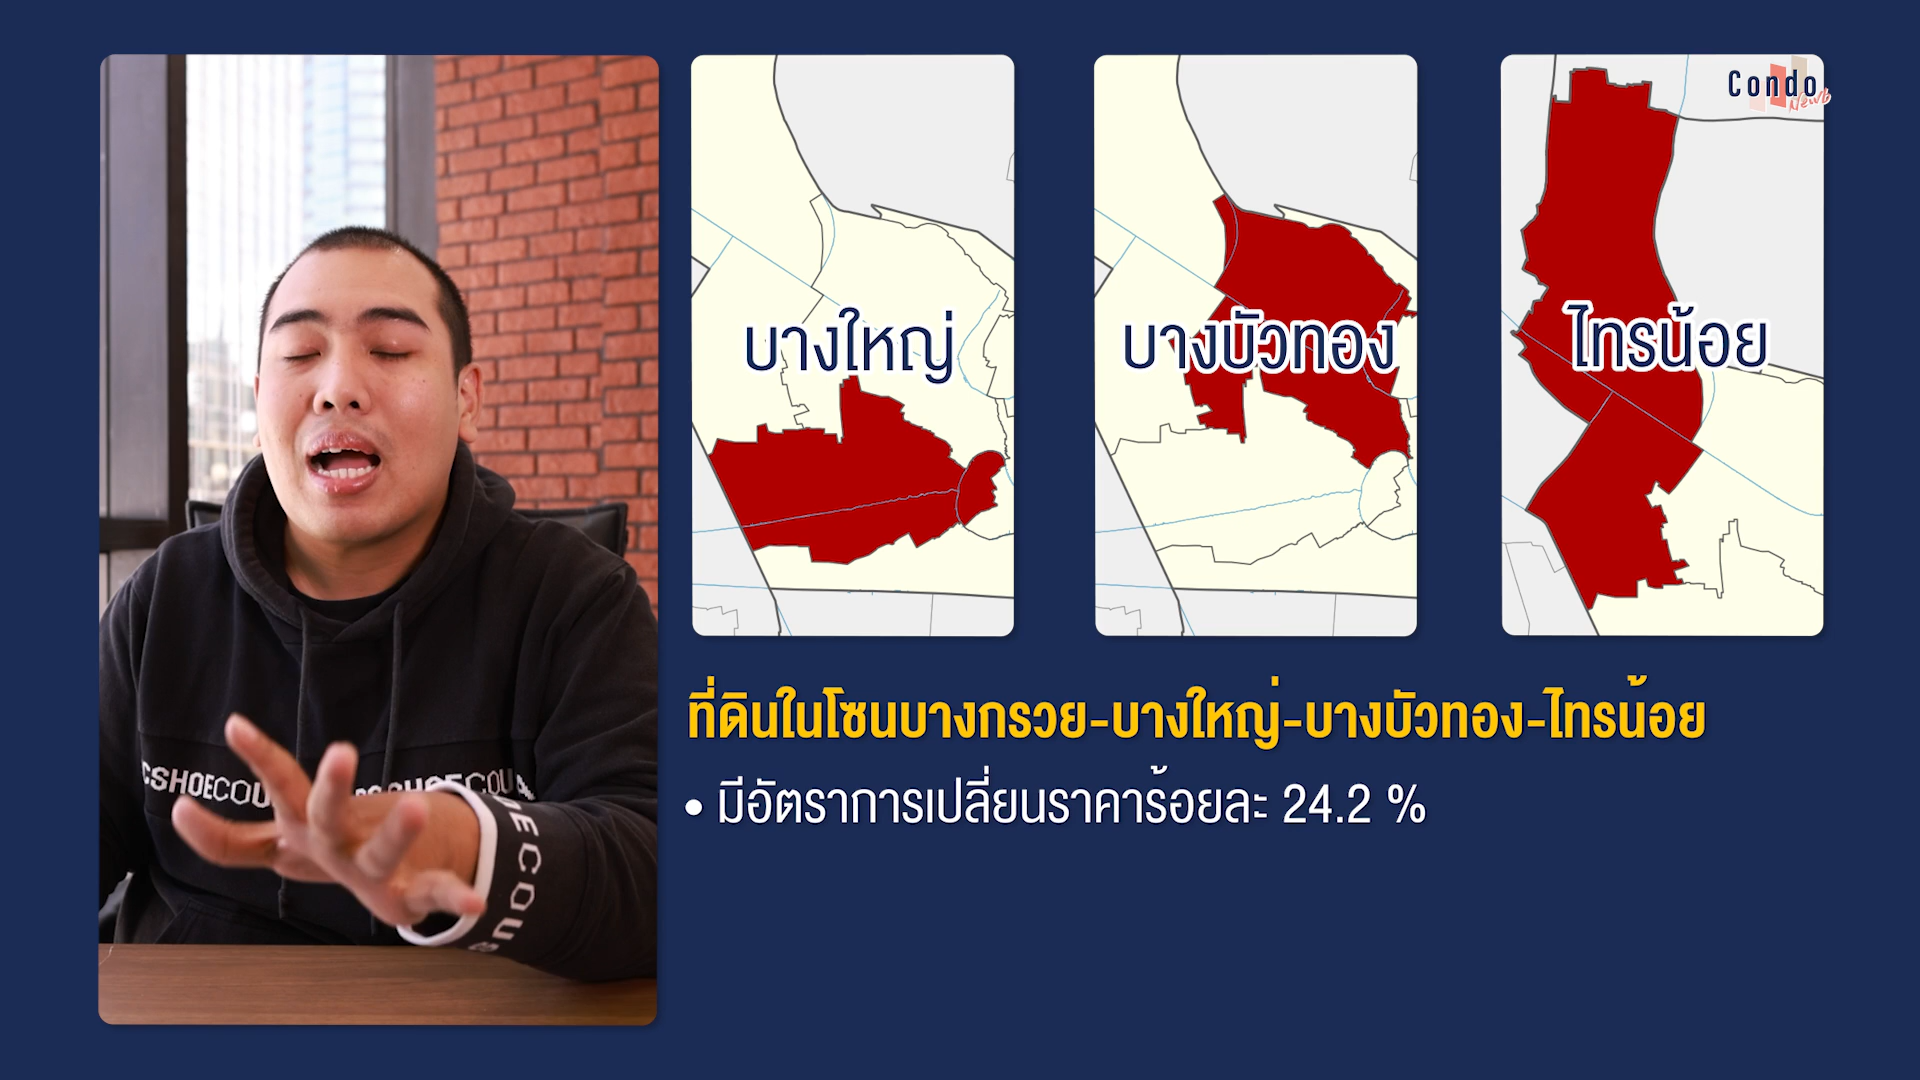 Condo
News
บางใหญ่
บางบัวทอง
ไทรน้อย
ที่ดินในโซนบางกรวย-บางใหญ่-บางบัวทอง-ไทรน้อย
• มีอัตราการเปลี่ยนราคาร้อยละ 24.2 %
CSHOECOU